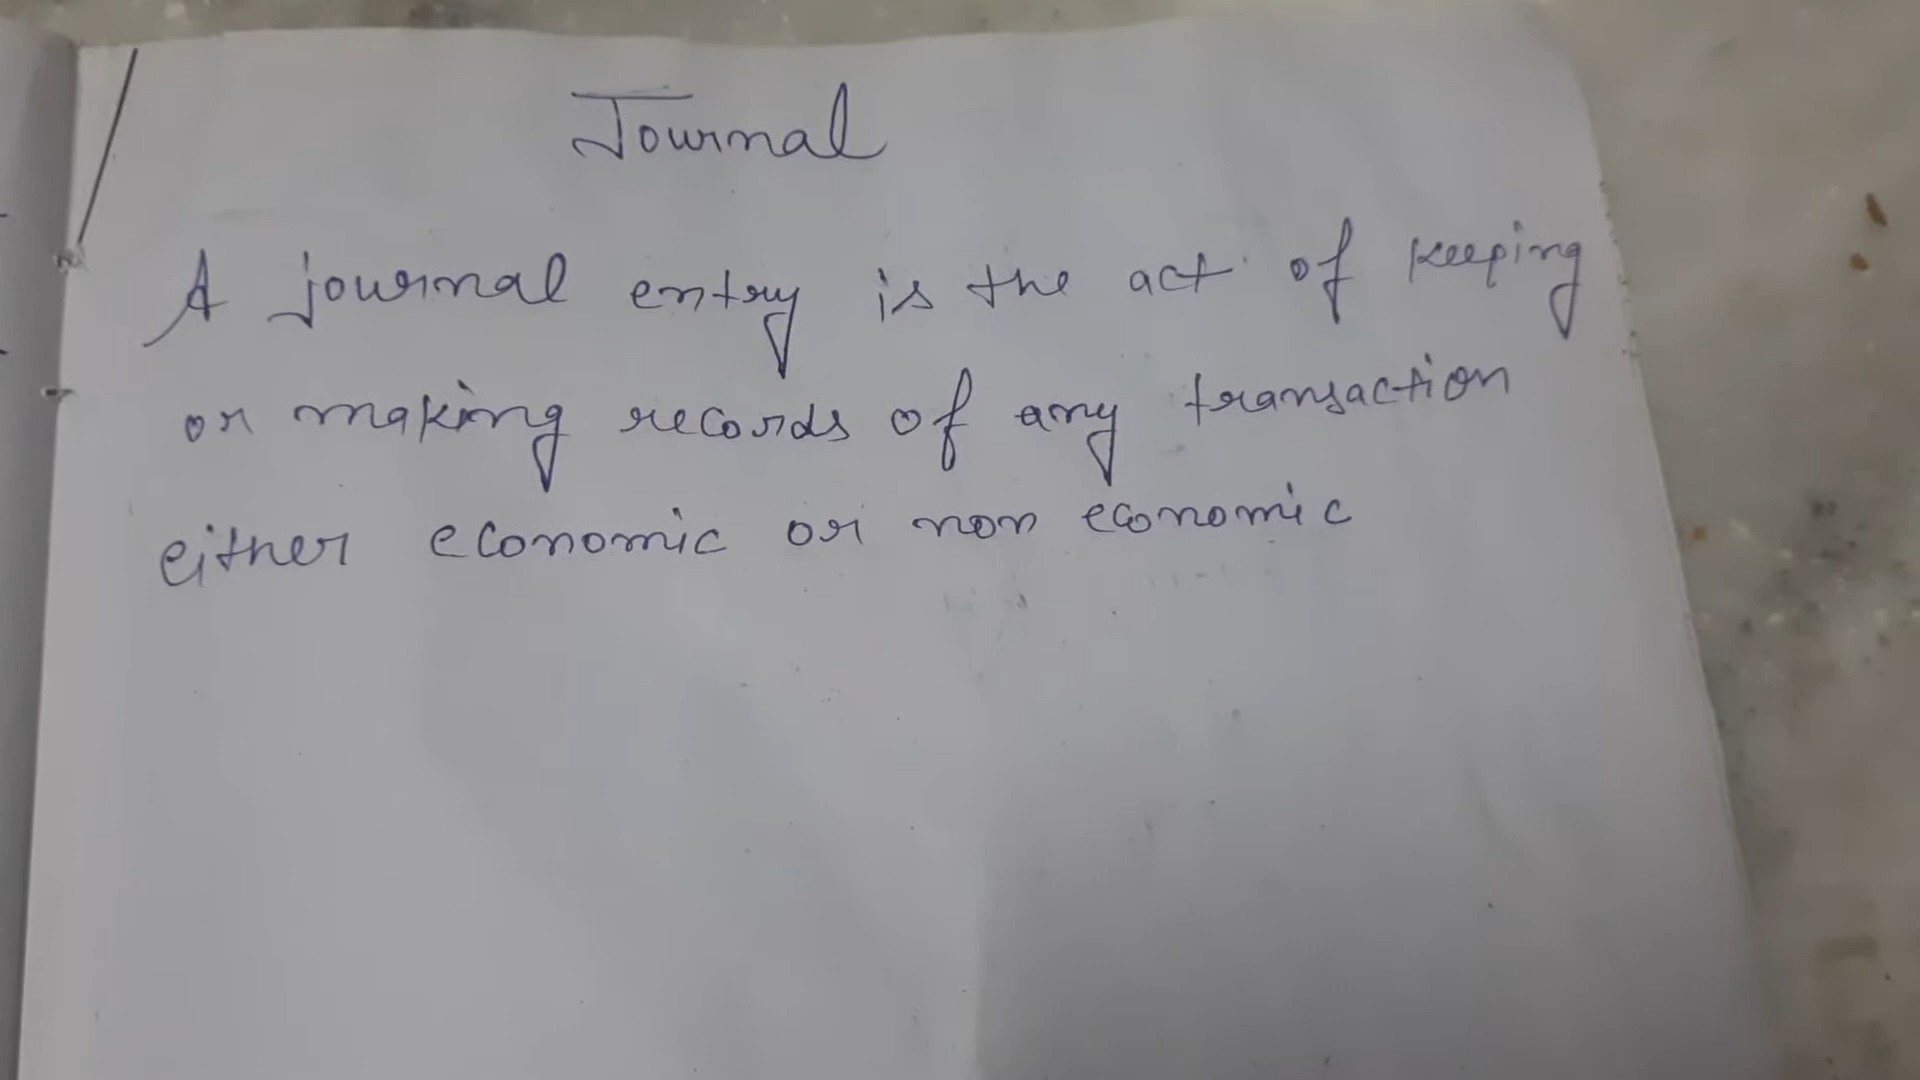 Journal
A journal entry is the act of keeping
or making records of any transaction
either economic or non economic